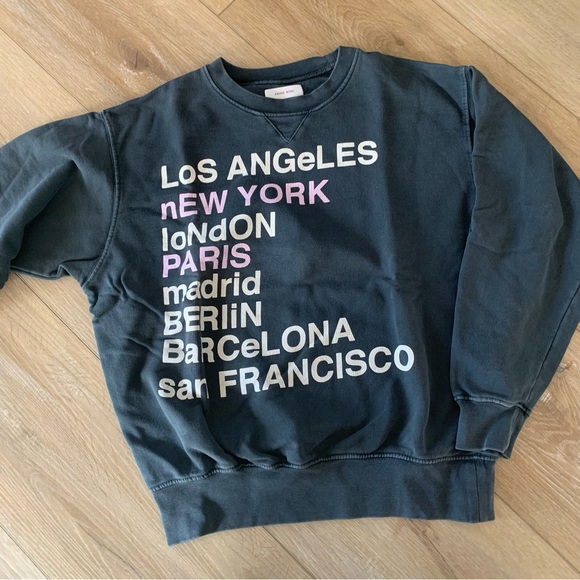 LoS ANGeLES
nEW YORK
loNdON
PARIS
madrid
BERliN
BaRCeLONA
san FRANCISCO